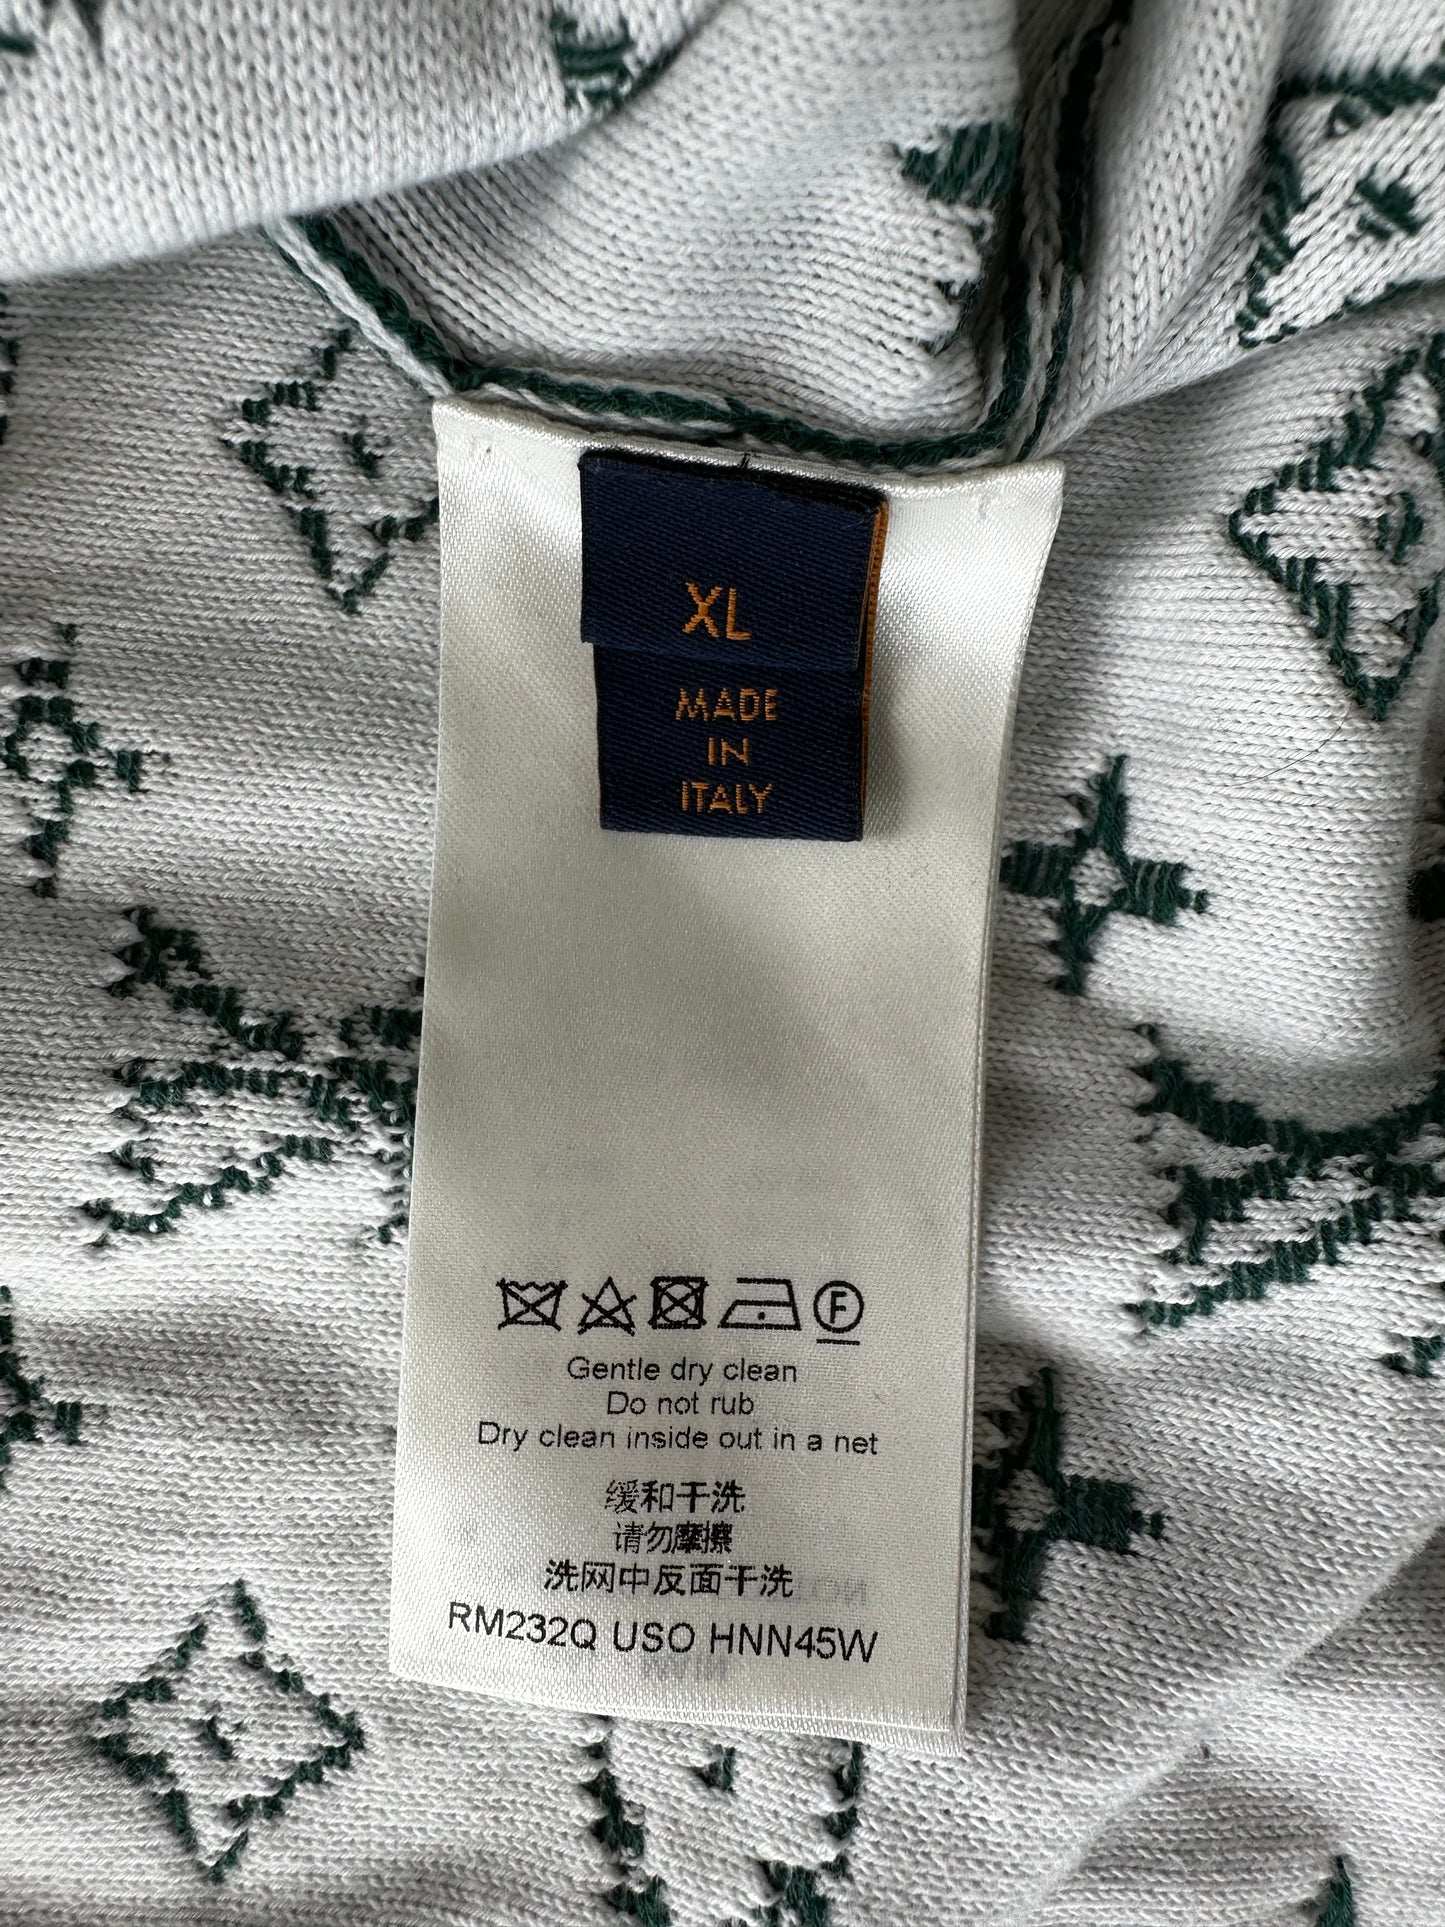 XL
MADE
IN
ITALY
F
Gentle dry clean
Do not rub
Dry clean inside out in a net
缓和干洗
请勿摩擦
洗网中反面干洗
RM232Q USO HNN45W